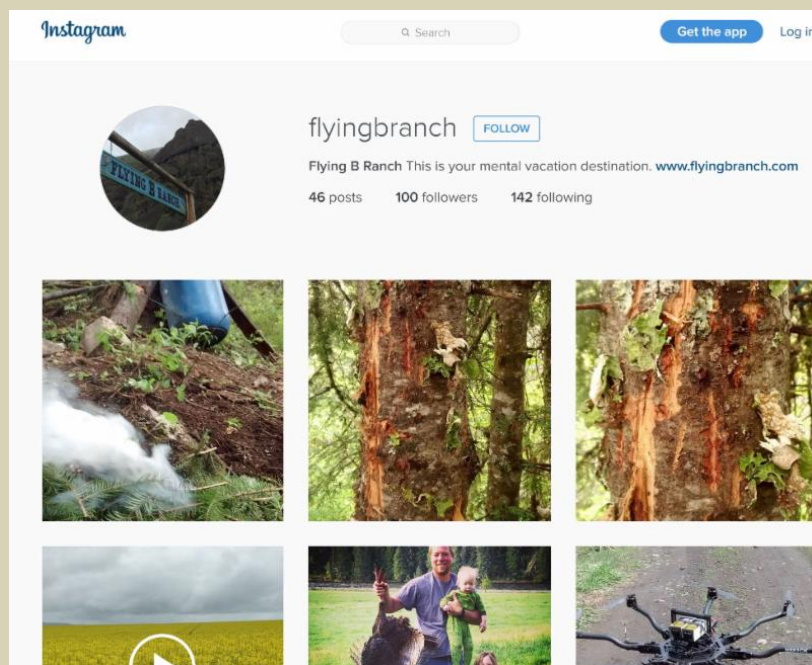 Instagram
Search
Get the app
Log in
flyingbranch FOLLOW
Flying B Ranch This is your mental vacation destination. www.flyingbranch.com
46 posts 100 followers 142 following
FLYING B RANCH